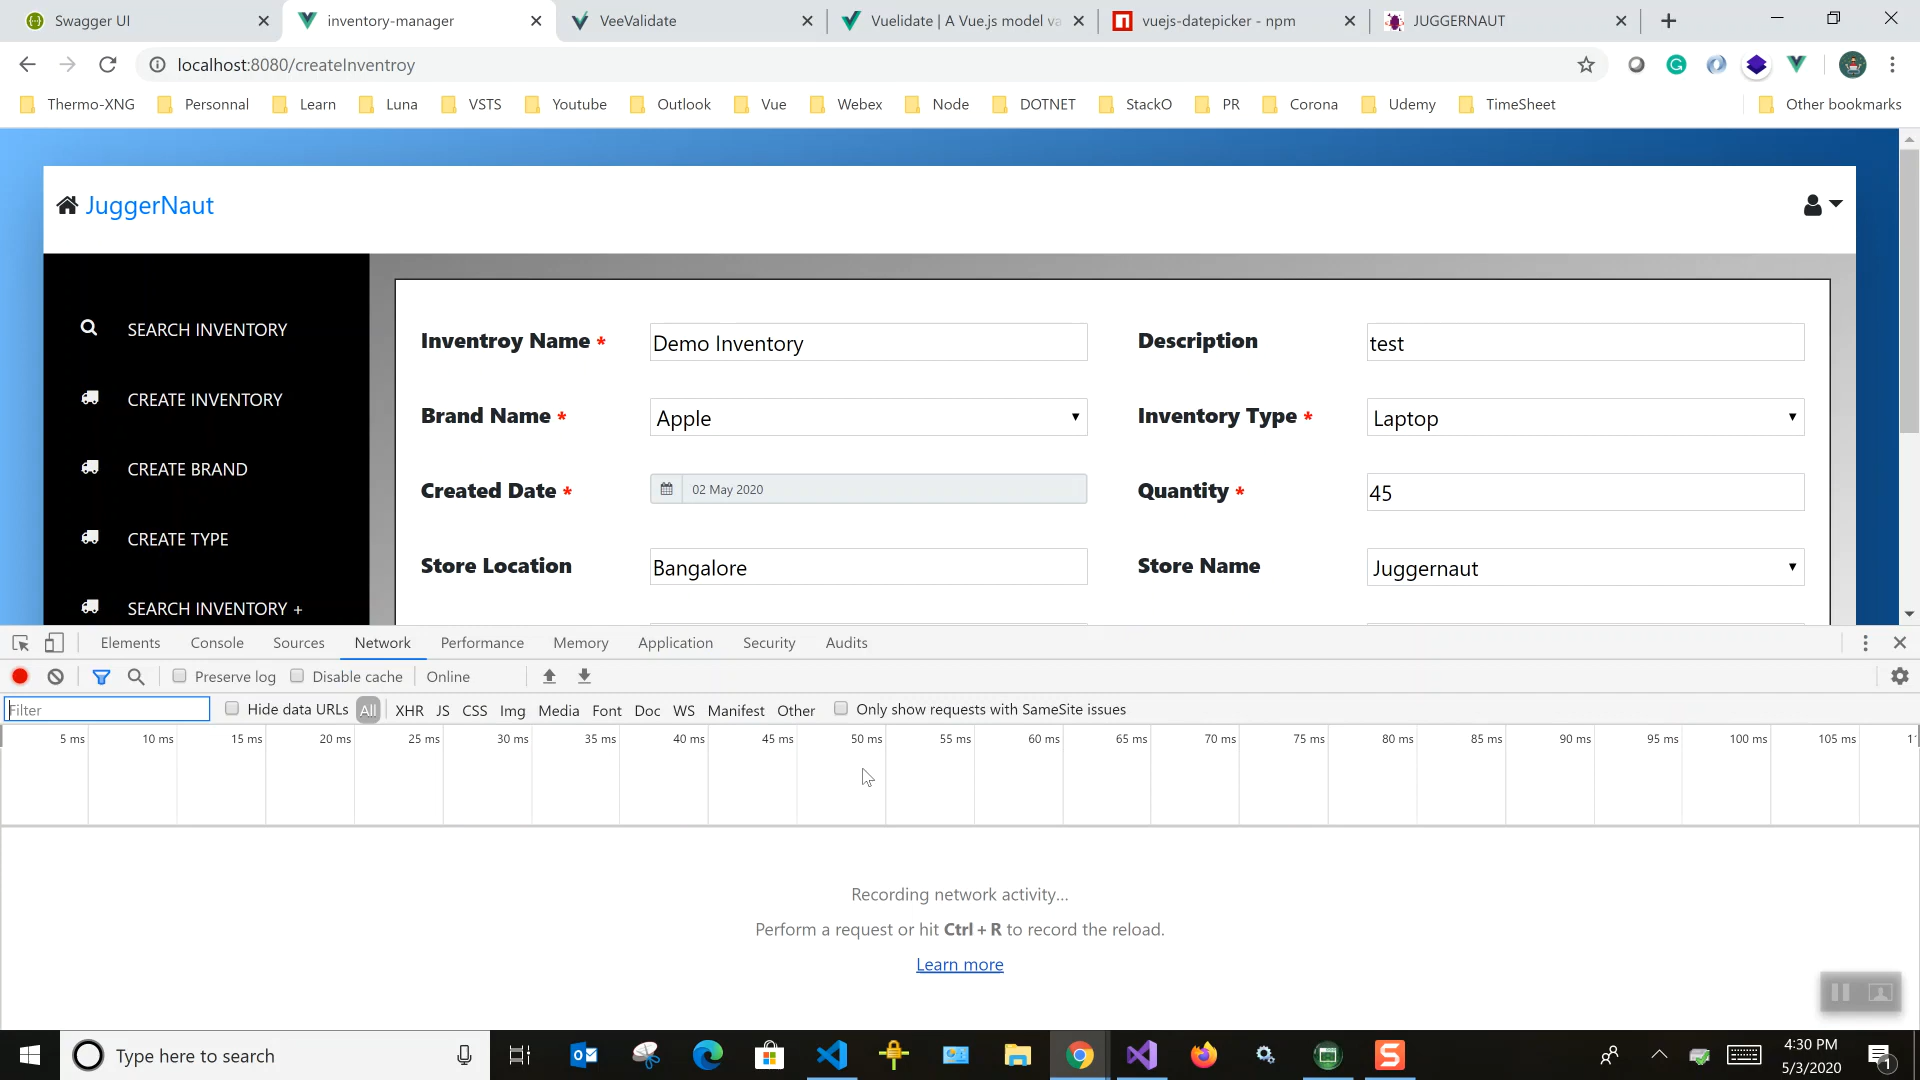 Swagger UI
inventory-manager
VeeValidate
Vuelidate | A Vue.js model va
vuejs-datepicker - npm
JUGGERNAUT
localhost:8080/createInventroy
Thermo-XNG
Personnal
Learn
Luna
VSTS
Youtube
Outlook
Vue
Webex
Node
DOTNET
StackO
PR
Corona
Udemy
TimeSheet
Other bookmarks
JuggerNaut
SEARCH INVENTORY
CREATE INVENTORY
CREATE BRAND
CREATE TYPE
SEARCH INVENTORY +
Inventroy Name *
Demo Inventory
Description
test
Brand Name *
Apple
Inventory Type *
Laptop
Created Date *
02 May 2020
Quantity *
45
Store Location
Bangalore
Store Name
Juggernaut
Elements
Console
Sources
Network
Performance
Memory
Application
Security
Audits
Preserve log
Disable cache
Online
Filter
Hide data URLs
All
XHR
JS
CSS
Img
Media
Font
Doc
WS
Manifest
Other
Only show requests with SameSite issues
5 ms
10 ms
15 ms
20 ms
25 ms
30 ms
35 ms
40 ms
45 ms
50 ms
55 ms
60 ms
65 ms
70 ms
75 ms
80 ms
85 ms
90 ms
95 ms
100 ms
105 ms
Recording network activity...
Perform a request or hit Ctrl + R to record the reload.
Learn more
Type here to search
4:30 PM
5/3/2020
1